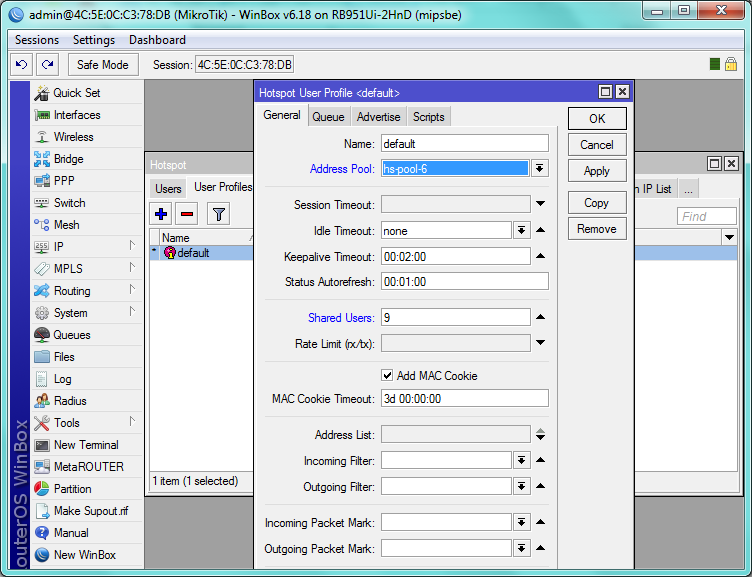 admin@4C:5E:0C:C3:78:DB (MikroTik) - WinBox v6.18 on RB951Ui-2HnD (mipsbe)
Sessions Settings Dashboard
Safe Mode Session: 4C:5E:0C:C3:78:DB
Quick Set
Interfaces
Wireless
Bridge
PPP
Switch
Mesh
IP
MPLS
Routing
System
Queues
Files
Log
Radius
Tools
New Terminal
MetaROUTER
Partition
Make Supout.rif
Manual
New WinBox
outerOS WinBox
Hotspot
Users User Profiles
n IP List ...
Find
Name
* default
1 item (1 selected)
Hotspot User Profile <default>
General Queue Advertise Scripts
Name: default
Address Pool: hs-pool-6
Session Timeout:
Idle Timeout: none
Keepalive Timeout: 00:02:00
Status Autorefresh: 00:01:00
Shared Users: 9
Rate Limit (rx/tx):
Add MAC Cookie
MAC Cookie Timeout: 3d 00:00:00
Address List:
Incoming Filter:
Outgoing Filter:
Incoming Packet Mark:
Outgoing Packet Mark:
OK
Cancel
Apply
Copy
Remove